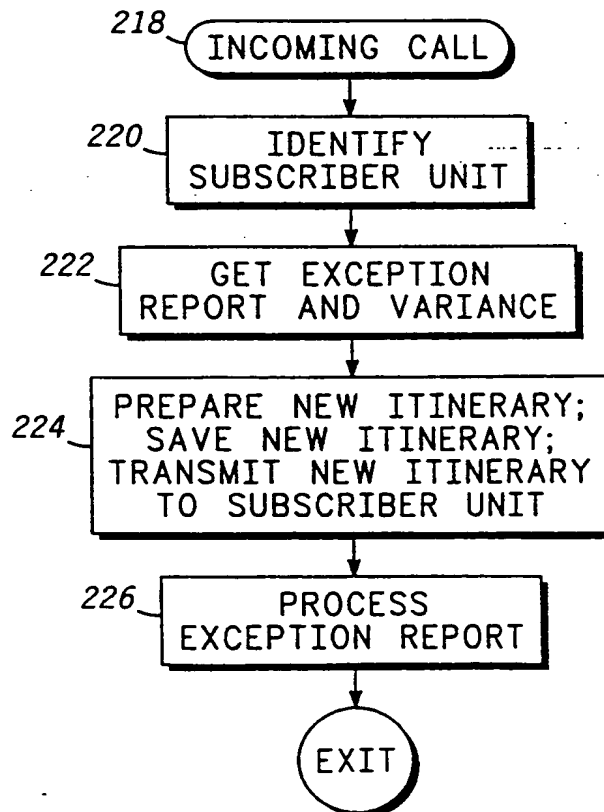 218
INCOMING CALL
220
IDENTIFY
SUBSCRIBER UNIT
222
GET EXCEPTION
REPORT AND VARIANCE
224
PREPARE NEW ITINERARY;
SAVE NEW ITINERARY;
TRANSMIT NEW ITINERARY
TO SUBSCRIBER UNIT
226
PROCESS
EXCEPTION REPORT
EXIT